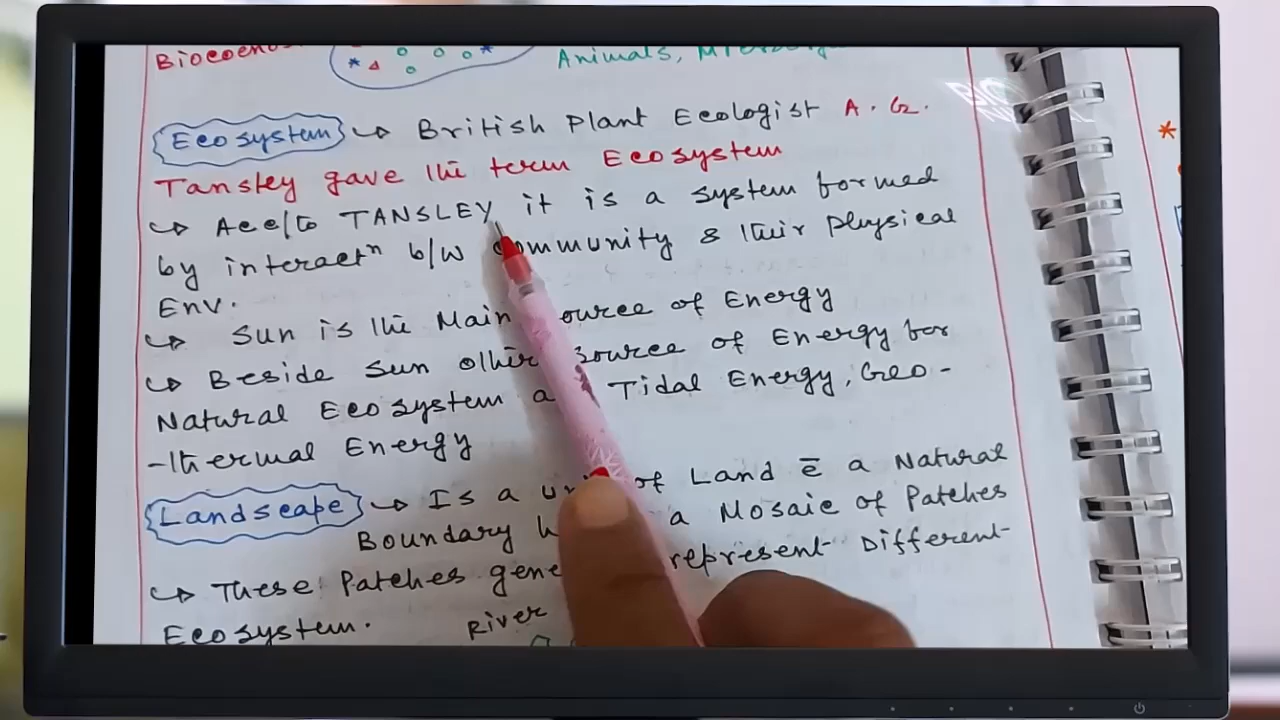 Animals,
Ecosystem → British Plant Ecologist A. G.
Tansley gave the term Ecosystem
→ Acc/to TANSLEY it is a system formed
by interactⁿ b/w community & their physical
Env.
→ Sun is the Main source of Energy
→ Beside Sun other source of Energy for
Natural Ecosystem Tidal Energy, Geo-
-thermal Energy
Landscape → Is a unit of Land c̄ a Natural
Boundary a Mosaic of Patches
→ These Patches represent Different
Ecosystem. River